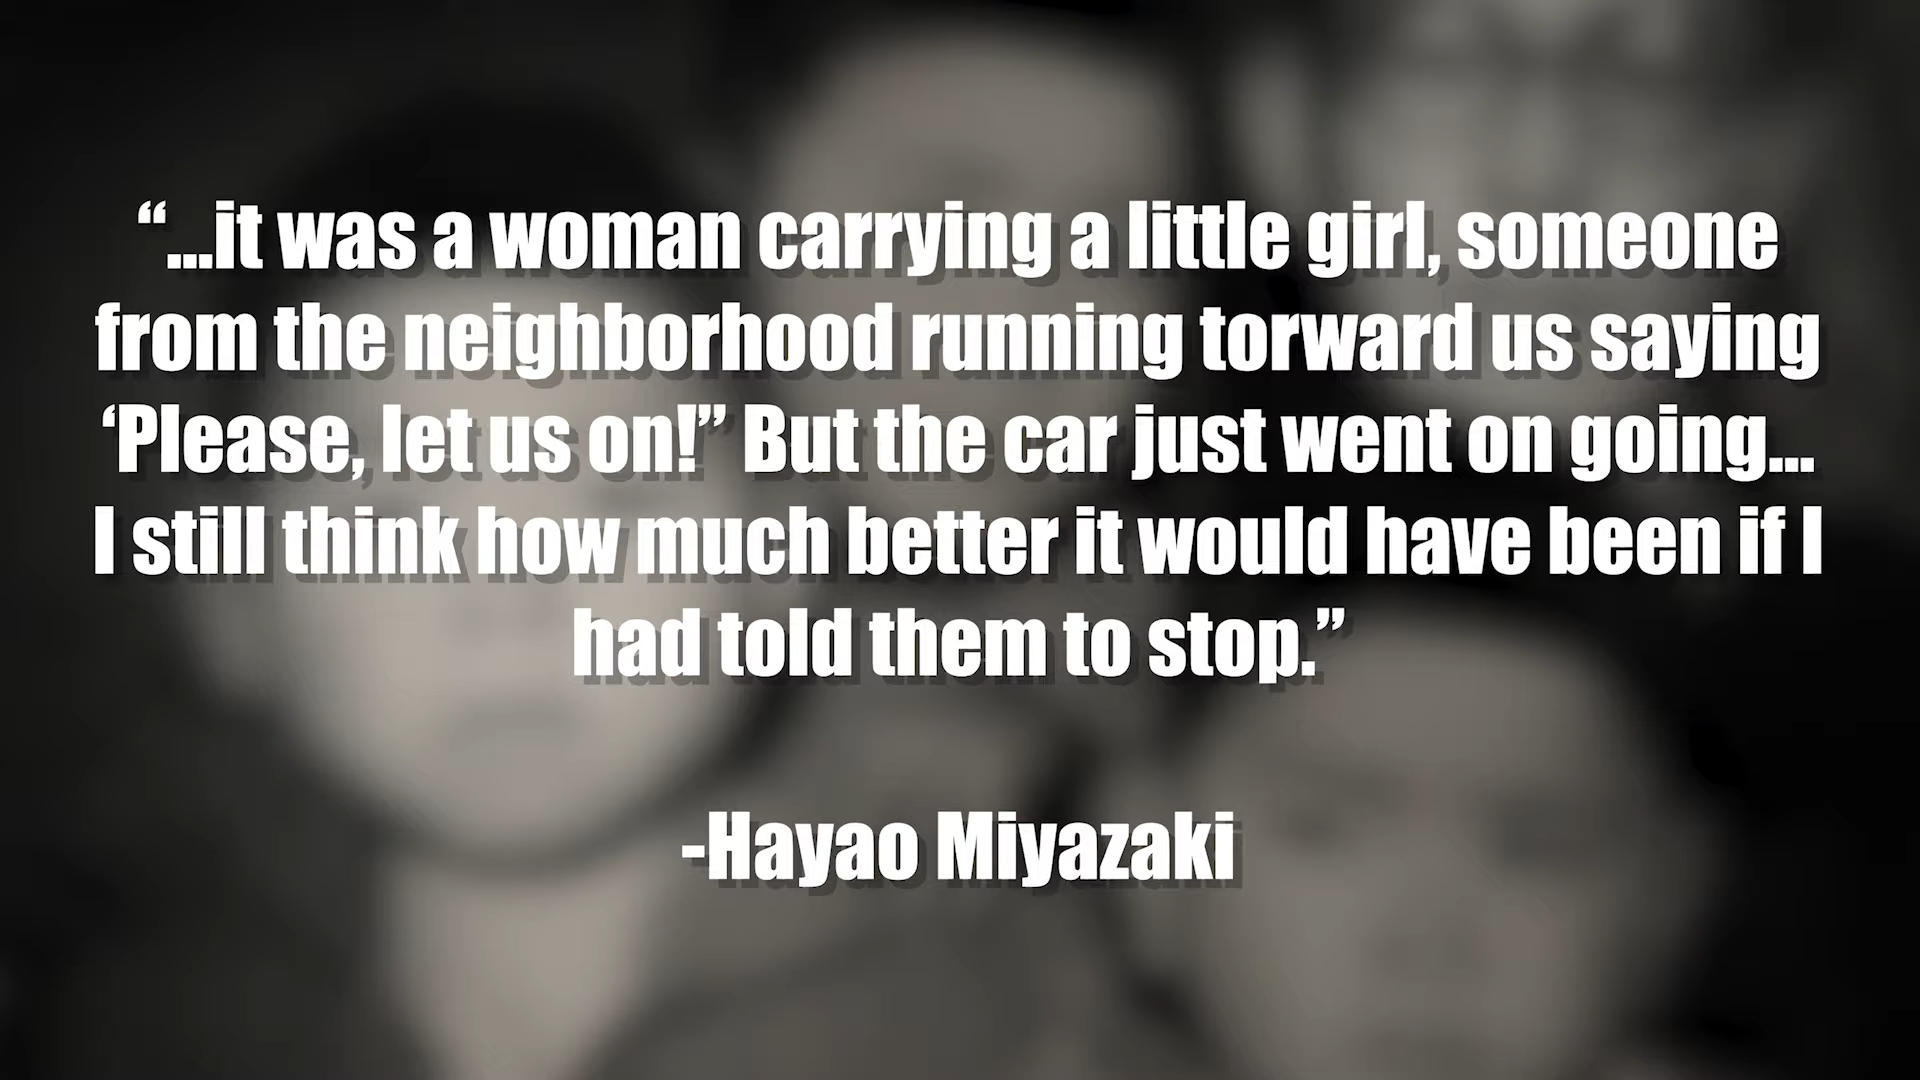 “...it was a woman carrying a little girl, someone
from the neighborhood running torward us saying
‘Please, let us on!” But the car just went on going...
I still think how much better it would have been if I
had told them to stop.”
-Hayao Miyazaki